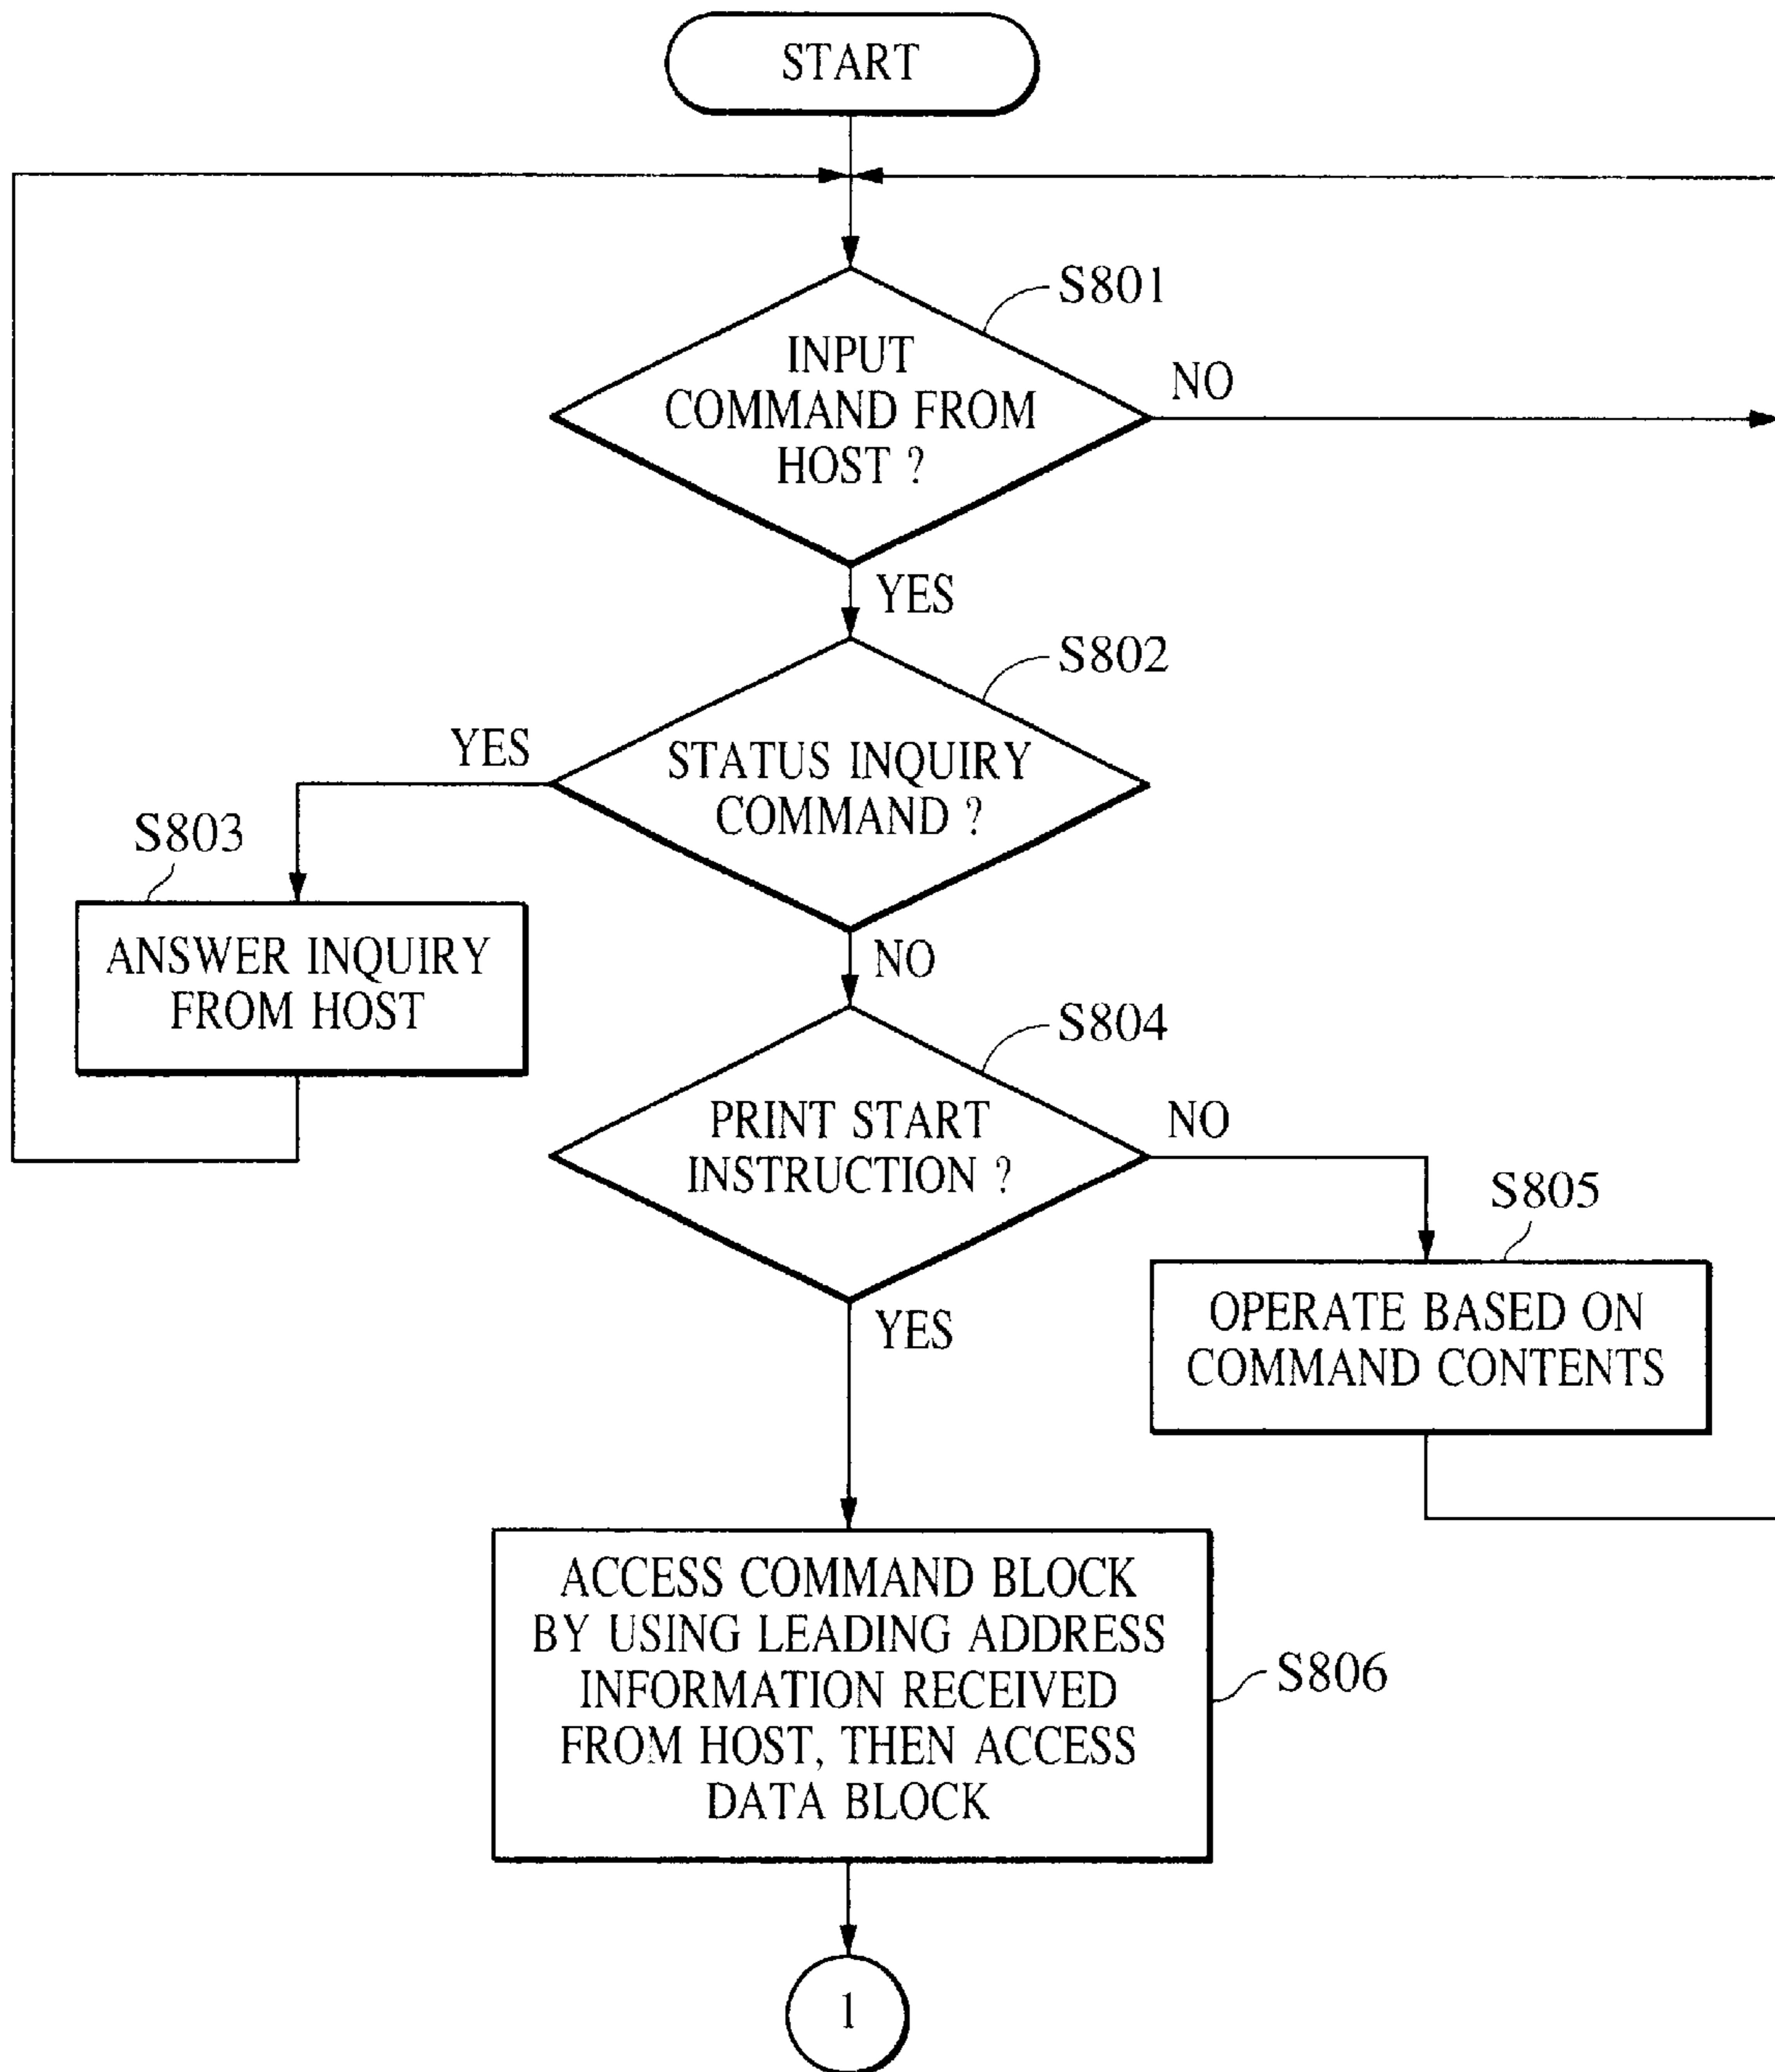 START
S801
INPUT
COMMAND FROM
HOST ?
NO
YES
S802
YES
STATUS INQUIRY
COMMAND ?
S803
ANSWER INQUIRY
FROM HOST
NO
S804
PRINT START
INSTRUCTION ?
NO
S805
YES
OPERATE BASED ON
COMMAND CONTENTS
ACCESS COMMAND BLOCK
BY USING LEADING ADDRESS
INFORMATION RECEIVED
FROM HOST, THEN ACCESS
DATA BLOCK
S806
1